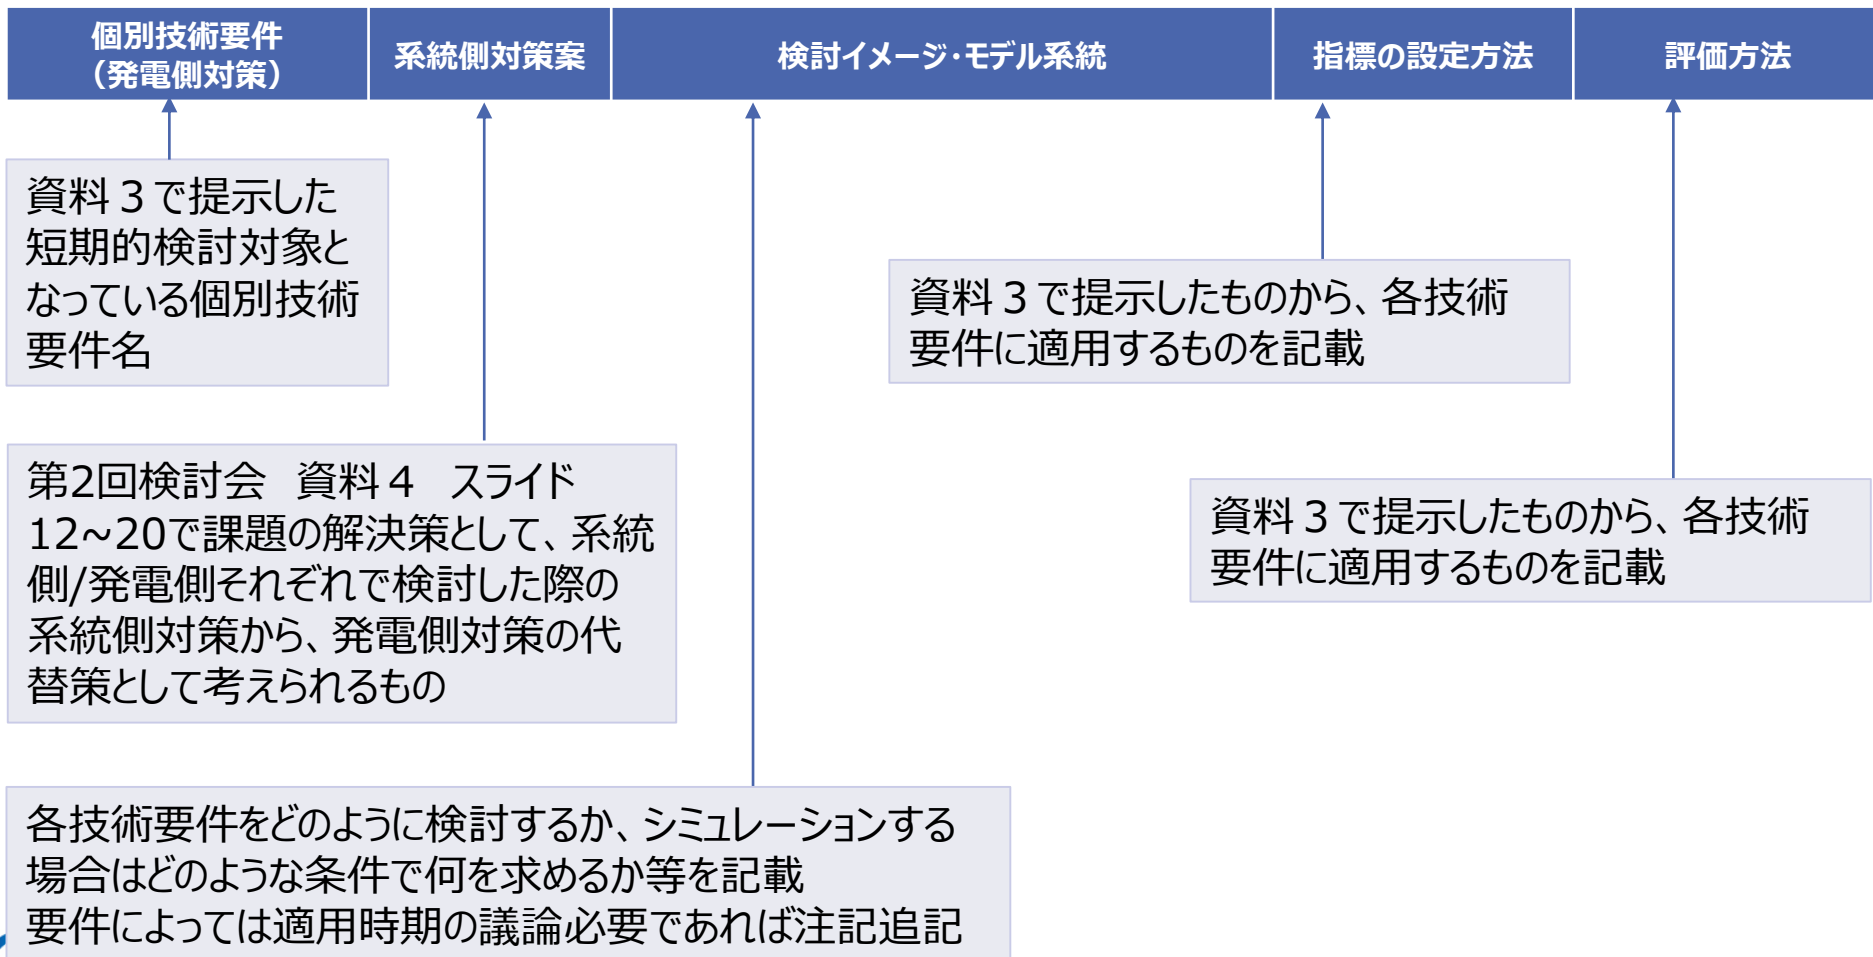 個別技術要件
（発電側対策）
系統側対策案
検討イメージ・モデル系統
指標の設定方法
評価方法
資料３で提示した
短期的検討対象と
なっている個別技術
要件名
資料３で提示したものから、各技術
要件に適用するものを記載
第2回検討会　資料４　スライド
12~20で課題の解決策として、系統
側/発電側それぞれで検討した際の
系統側対策から、発電側対策の代
替策として考えられるもの
資料３で提示したものから、各技術
要件に適用するものを記載
各技術要件をどのように検討するか、シミュレーションする
場合はどのような条件で何を求めるか等を記載
要件によっては適用時期の議論必要であれば注記追記